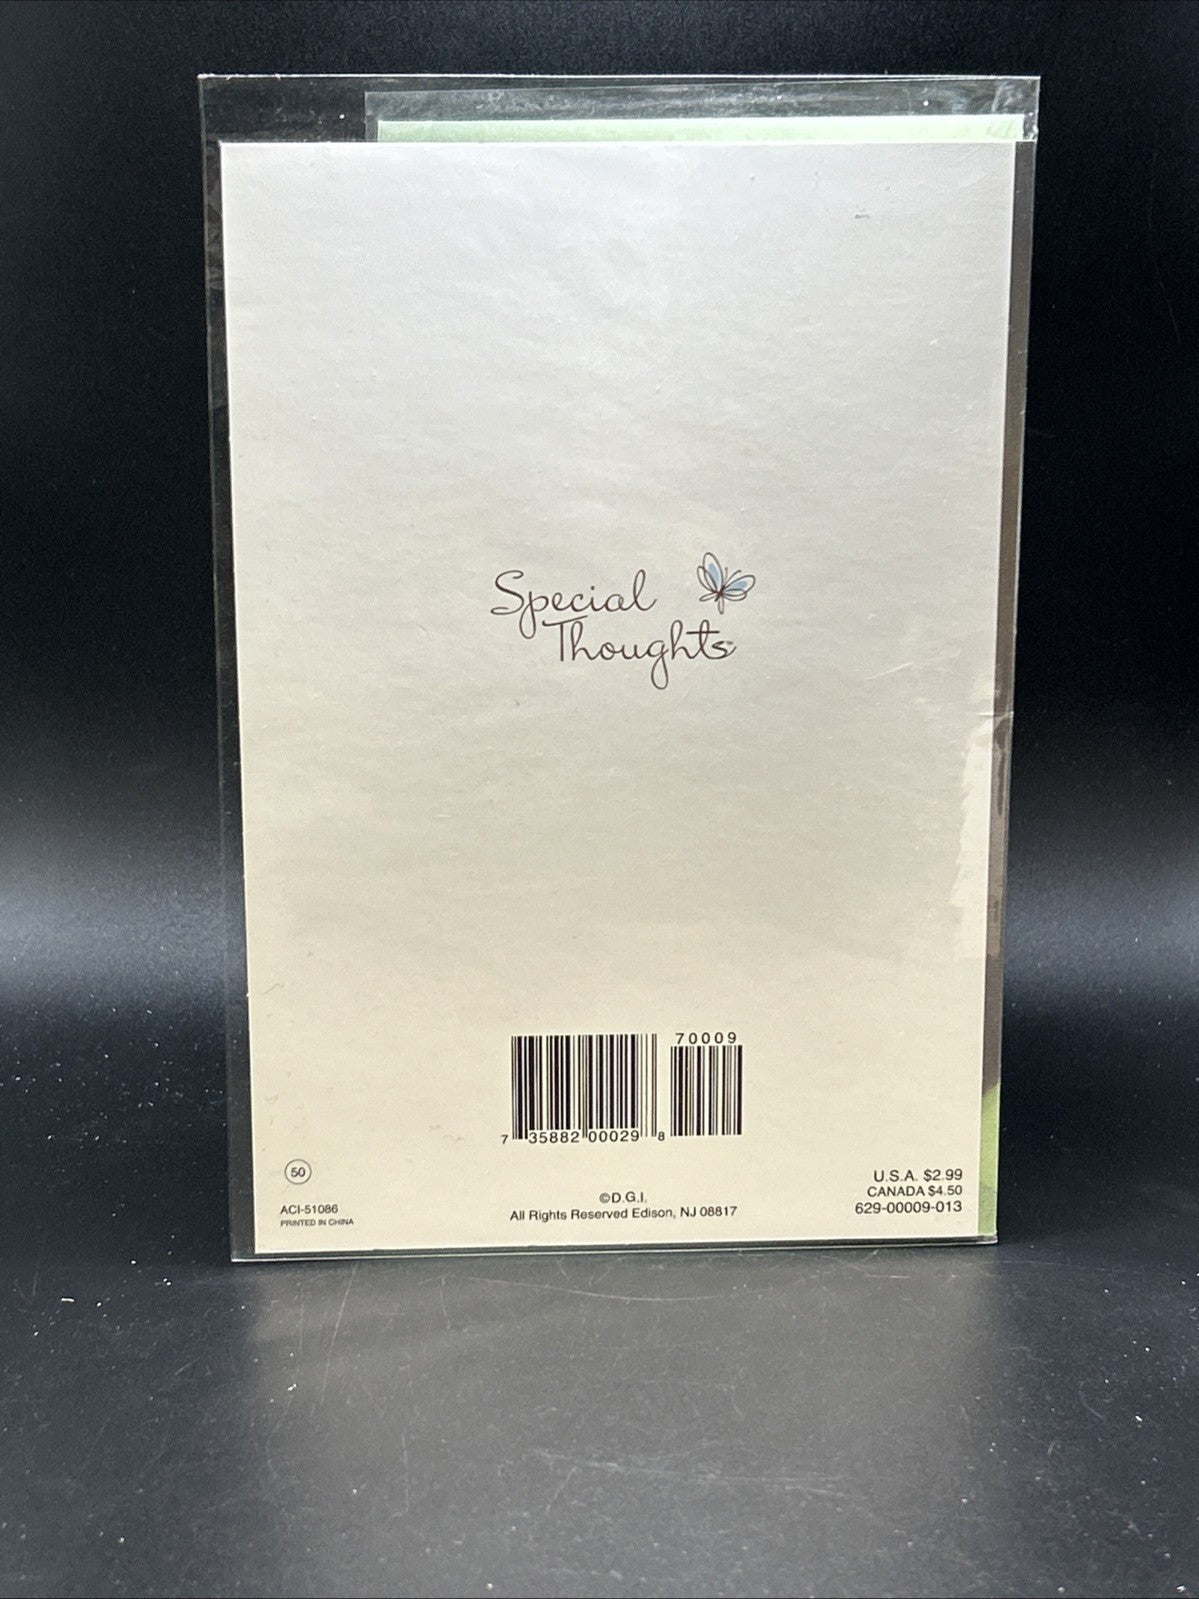 Special
Thoughts
70009
7 35882 00029 8
50
ACI-51086
PRINTED IN CHINA
©D.G.I.
All Rights Reserved Edison, NJ 08817
U.S.A. $2.99
CANADA $4.50
629-00009-013